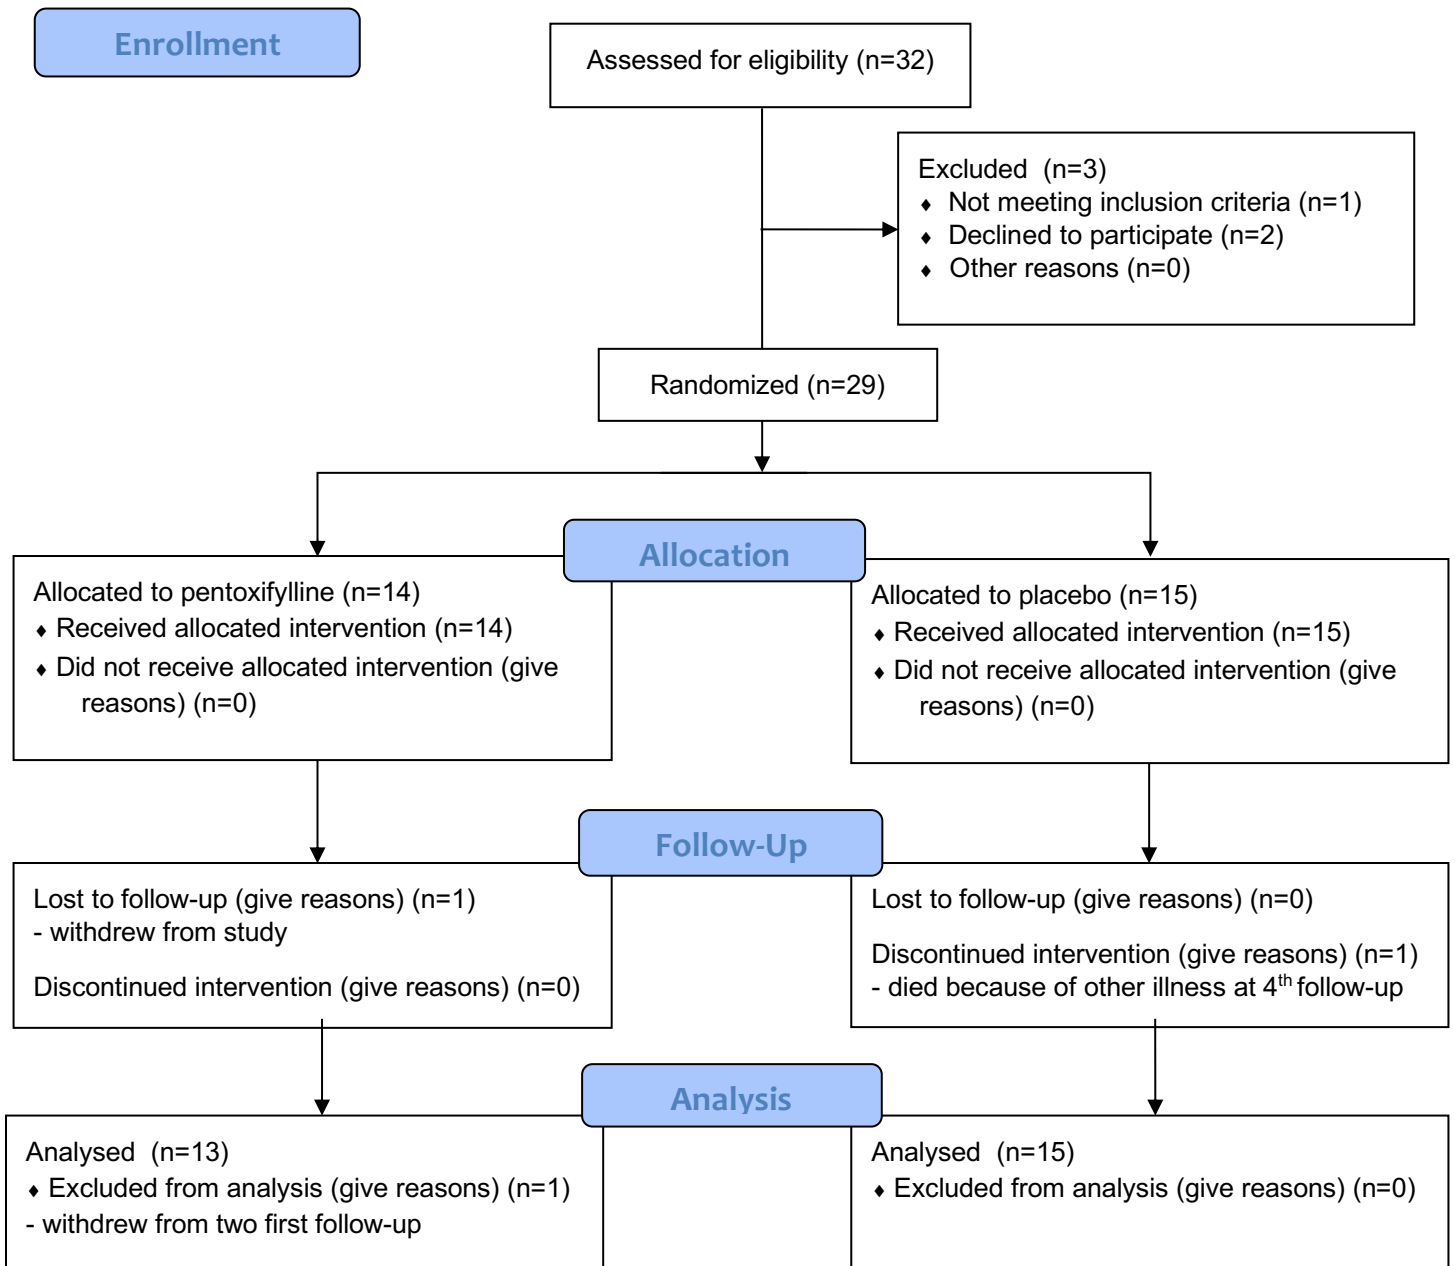 Enrollment
Assessed for eligibility (n=32)
Excluded (n=3)
♦ Not meeting inclusion criteria (n=1)
♦ Declined to participate (n=2)
♦ Other reasons (n=0)
Randomized (n=29)
Allocation
Allocated to pentoxifylline (n=14)
♦ Received allocated intervention (n=14)
♦ Did not receive allocated intervention (give
reasons) (n=0)
Allocated to placebo (n=15)
♦ Received allocated intervention (n=15)
♦ Did not receive allocated intervention (give
reasons) (n=0)
Follow-Up
Lost to follow-up (give reasons) (n=1)
- withdrew from study
Discontinued intervention (give reasons) (n=0)
Lost to follow-up (give reasons) (n=0)
Discontinued intervention (give reasons) (n=1)
- died because of other illness at 4th follow-up
Analysis
Analysed (n=13)
♦ Excluded from analysis (give reasons) (n=1)
- withdrew from two first follow-up
Analysed (n=15)
♦ Excluded from analysis (give reasons) (n=0)